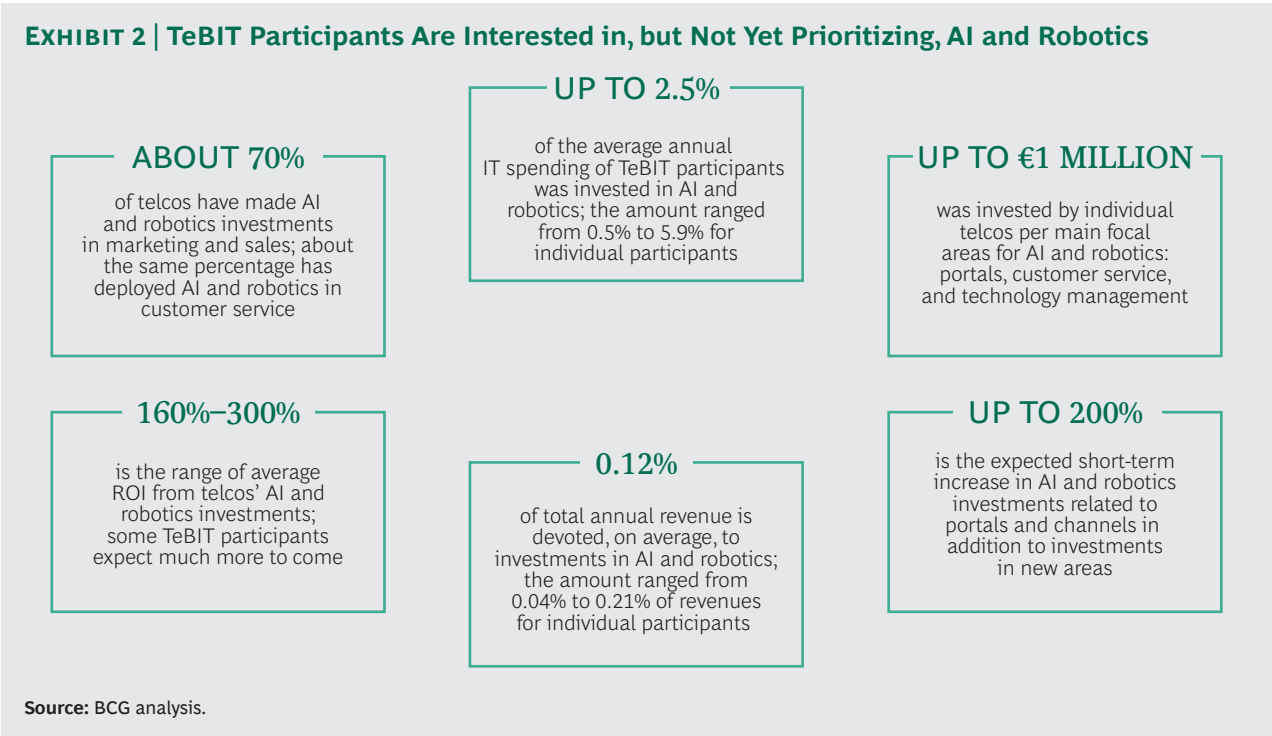 EXHIBIT 2 | TeBIT Participants Are Interested in, but Not Yet Prioritizing, AI and Robotics
ABOUT 70%
of telcos have made AI
and robotics investments
in marketing and sales; about
the same percentage has
deployed AI and robotics in
customer service
UP TO 2.5%
of the average annual
IT spending of TeBIT participants
was invested in AI and
robotics; the amount ranged
from 0.5% to 5.9% for
individual participants
UP TO €1 MILLION
was invested by individual
telcos per main focal
areas for AI and robotics:
portals, customer service,
and technology management
160%–300%
is the range of average
ROI from telcos’ AI and
robotics investments;
some TeBIT participants
expect much more to come
0.12%
of total annual revenue is
devoted, on average, to
investments in AI and robotics;
the amount ranged from
0.04% to 0.21% of revenues
for individual participants
UP TO 200%
is the expected short-term
increase in AI and robotics
investments related to
portals and channels in
addition to investments
in new areas
Source: BCG analysis.